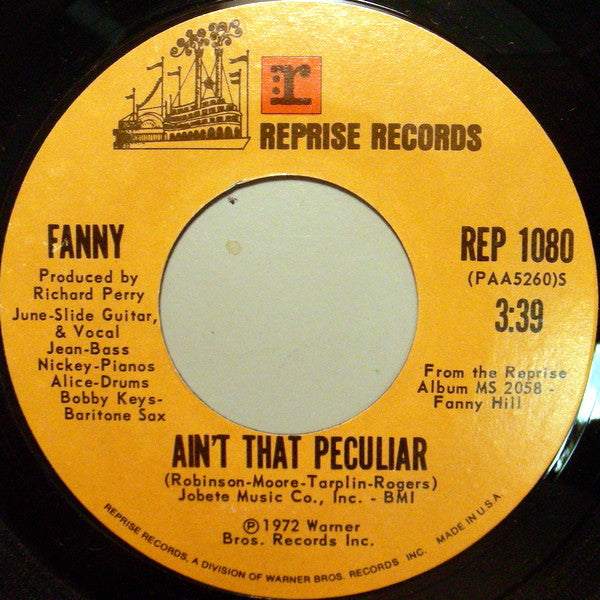 r
REPRISE RECORDS
FANNY
Produced by
Richard Perry
June-Slide Guitar,
& Vocal
Jean-Bass
Nickey-Pianos
Alice-Drums
Bobby Keys-
Baritone Sax
REP 1080
(PAA5260)S
3:39
From the Reprise
Album MS 2058 -
Fanny Hill
AIN'T THAT PECULIAR
(Robinson-Moore-Tarplin-Rogers)
Jobete Music Co., Inc. - BMI
℗1972 Warner
Bros. Records Inc.
REPRISE RECORDS, A DIVISION OF WARNER BROS. RECORDS INC. MADE IN U.S.A.